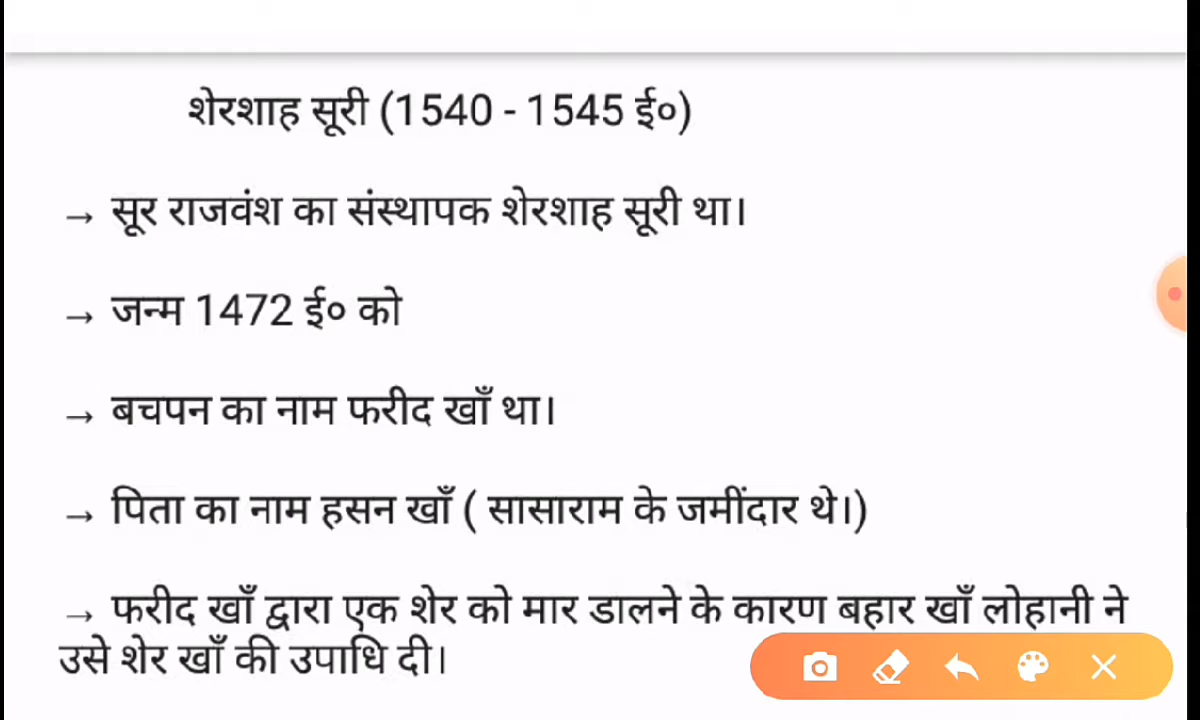 शेरशाह सूरी (1540 - 1545 ई०)
→ सूर राजवंश का संस्थापक शेरशाह सूरी था।
→ जन्म 1472 ई० को
→ बचपन का नाम फरीद खाँ था।
→ पिता का नाम हसन खाँ ( सासाराम के जमींदार थे।)
→ फरीद खाँ द्वारा एक शेर को मार डालने के कारण बहार खाँ लोहानी ने
उसे शेर खाँ की उपाधि दी।